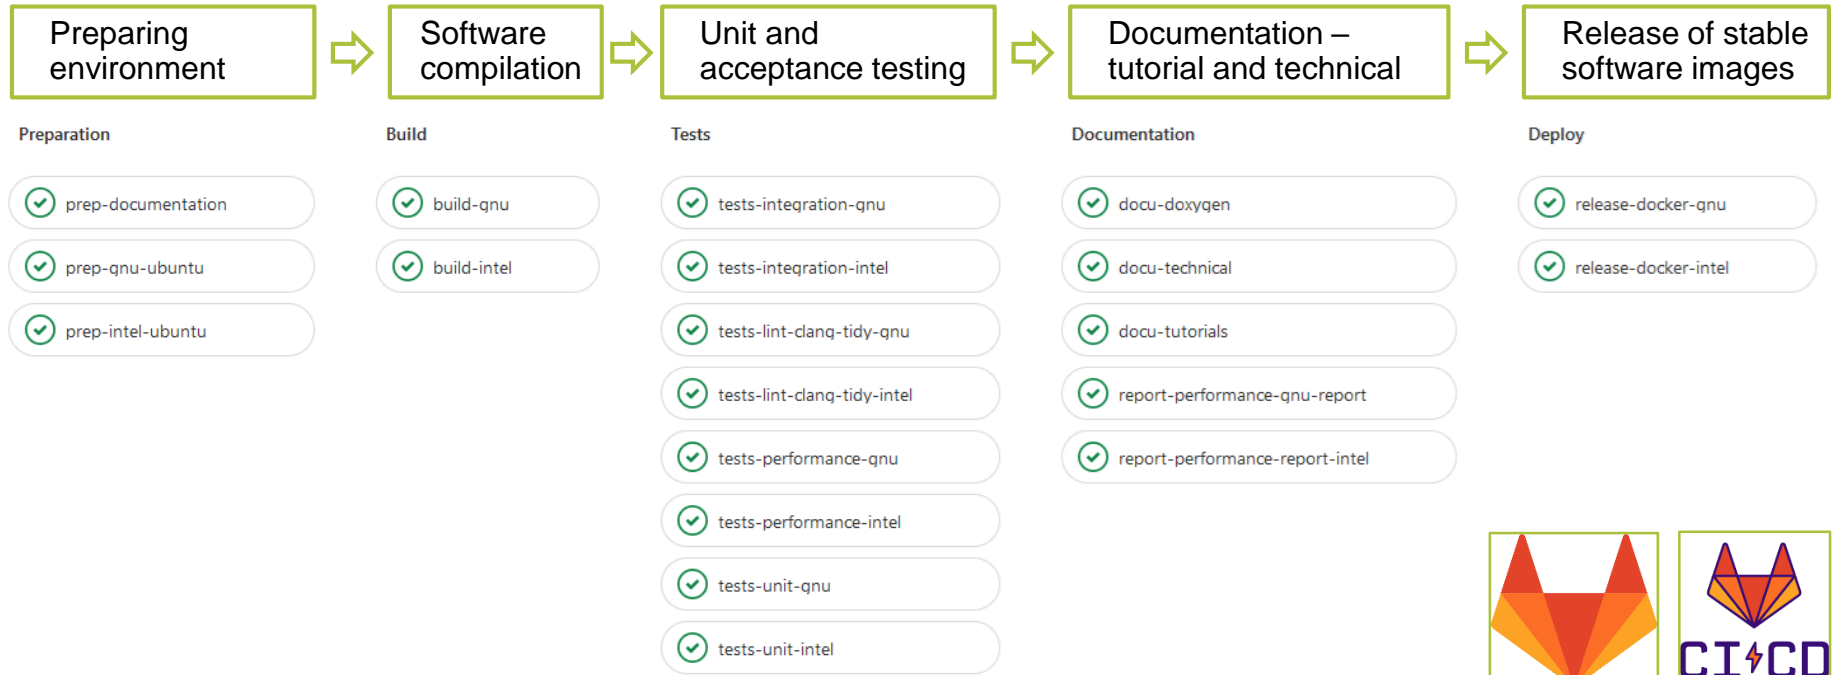 Preparing
environment
Software
compilation
Unit and
acceptance testing
Documentation –
tutorial and technical
Release of stable
software images
Preparation
prep-documentation
prep-gnu-ubuntu
prep-intel-ubuntu
Build
build-gnu
build-intel
Tests
tests-integration-gnu
tests-integration-intel
tests-lint-clang-tidy-gnu
tests-lint-clang-tidy-intel
tests-performance-gnu
tests-performance-intel
tests-unit-gnu
tests-unit-intel
Documentation
docu-doxygen
docu-technical
docu-tutorials
report-performance-gnu-report
report-performance-report-intel
Deploy
release-docker-gnu
release-docker-intel
CI CD